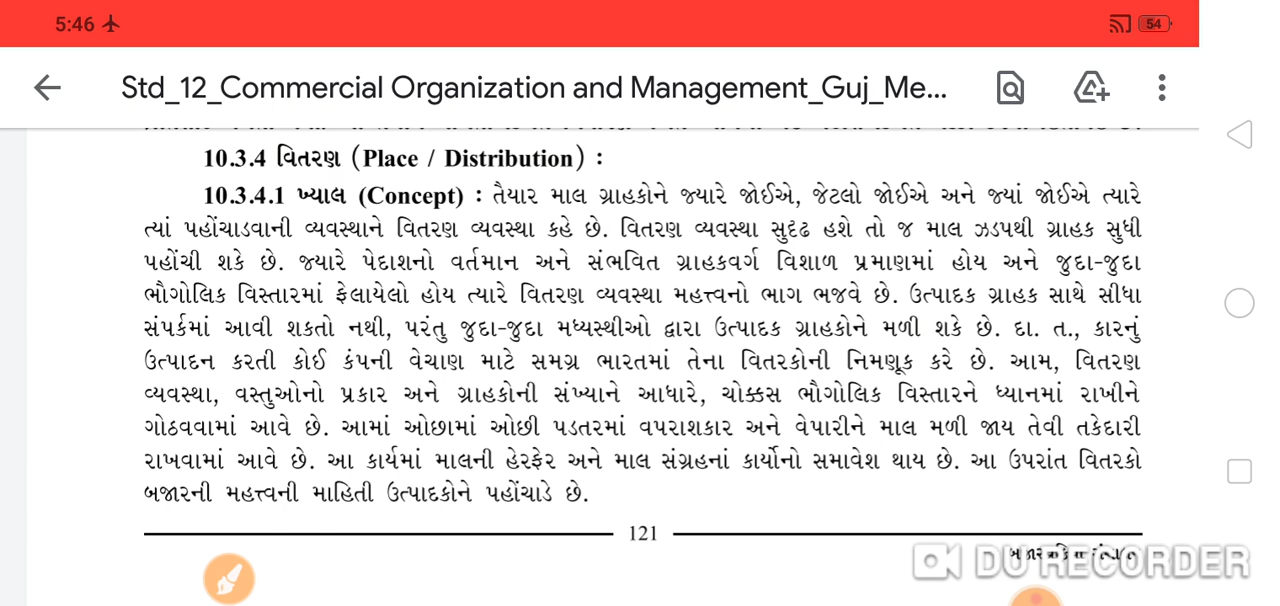 5:46
54
Std_12_Commercial Organization and Management_Guj_Me...
10.3.4 વિતરણ (Place / Distribution) :
10.3.4.1 ખ્યાલ (Concept) : તૈયાર માલ ગ્રાહકોને જ્યારે જોઈએ, જેટલો જોઈએ અને જ્યાં જોઈએ ત્યારે
ત્યાં પહોંચાડવાની વ્યવસ્થાને વિતરણ વ્યવસ્થા કહે છે. વિતરણ વ્યવસ્થા સુદૃઢ હશે તો જ માલ ઝડપથી ગ્રાહક સુધી
પહોંચી શકે છે. જ્યારે પેદાશનો વર્તમાન અને સંભવિત ગ્રાહકવર્ગ વિશાળ પ્રમાણમાં હોય અને જુદા-જુદા
ભૌગોલિક વિસ્તારમાં ફેલાયેલો હોય ત્યારે વિતરણ વ્યવસ્થા મહત્ત્વનો ભાગ ભજવે છે. ઉત્પાદક ગ્રાહક સાથે સીધા
સંપર્કમાં આવી શકતો નથી, પરંતુ જુદા-જુદા મધ્યસ્થીઓ દ્વારા ઉત્પાદક ગ્રાહકોને મળી શકે છે. દા. ત., કારનું
ઉત્પાદન કરતી કોઈ કંપની વેચાણ માટે સમગ્ર ભારતમાં તેના વિતરકોની નિમણૂક કરે છે. આમ, વિતરણ
વ્યવસ્થા, વસ્તુઓનો પ્રકાર અને ગ્રાહકોની સંખ્યાને આધારે, ચોક્કસ ભૌગોલિક વિસ્તારને ધ્યાનમાં રાખીને
ગોઠવવામાં આવે છે. આમાં ઓછામાં ઓછી પડતરમાં વપરાશકાર અને વેપારીને માલ મળી જાય તેવી તકેદારી
રાખવામાં આવે છે. આ કાર્યમાં માલની હેરફેર અને માલ સંગ્રહનાં કાર્યોનો સમાવેશ થાય છે. આ ઉપરાંત વિતરકો
બજારની મહત્ત્વની માહિતી ઉત્પાદકોને પહોંચાડે છે.
121
DU RECORDER